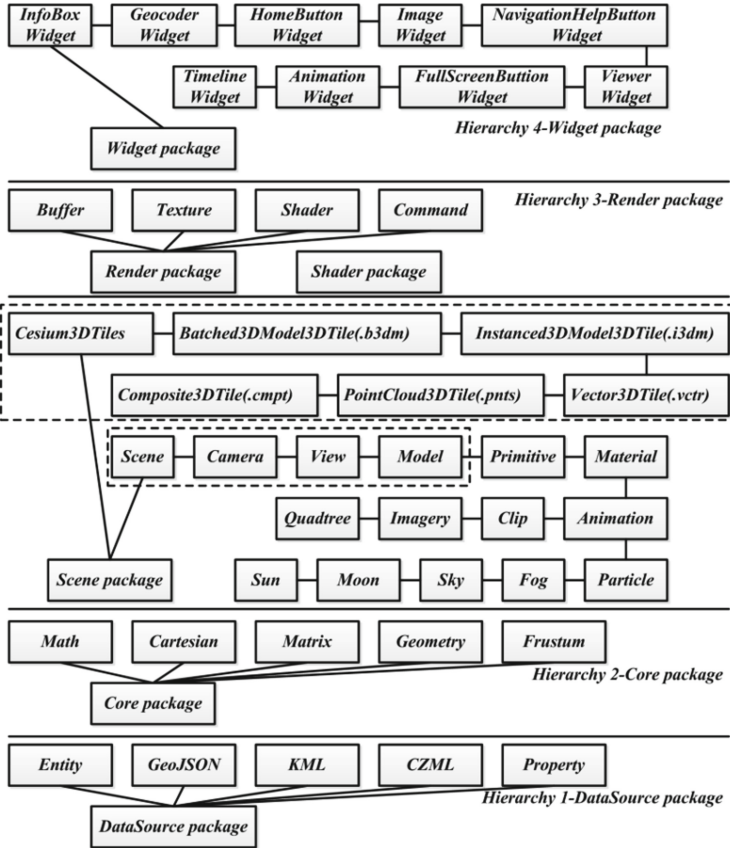 InfoBox Widget
Geocoder Widget
HomeButton Widget
Image Widget
NavigationHelpButton Widget
Timeline Widget
Animation Widget
FullScreenButtion Widget
Viewer Widget
Hierarchy 4-Widget package
Widget package
Hierarchy 3-Render package
Buffer
Texture
Shader
Command
Render package
Shader package
Cesium3DTiles
Batched3DModel3DTile(.b3dm)
Instanced3DModel3DTile(.i3dm)
Composite3DTile(.cmpt)
PointCloud3DTile(.pnts)
Vector3DTile(.vctr)
Scene
Camera
View
Model
Primitive
Material
Quadtree
Imagery
Clip
Animation
Scene package
Sun
Moon
Sky
Fog
Particle
Math
Cartesian
Matrix
Geometry
Frustum
Hierarchy 2-Core package
Core package
Entity
GeoJSON
KML
CZML
Property
Hierarchy 1-DataSource package
DataSource package